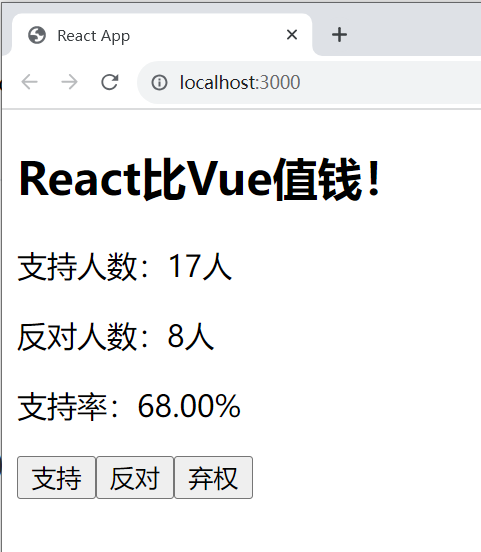 React App
localhost:3000
React比Vue值钱！
支持人数：17人
反对人数：8人
支持率：68.00%
支持 反对 弃权